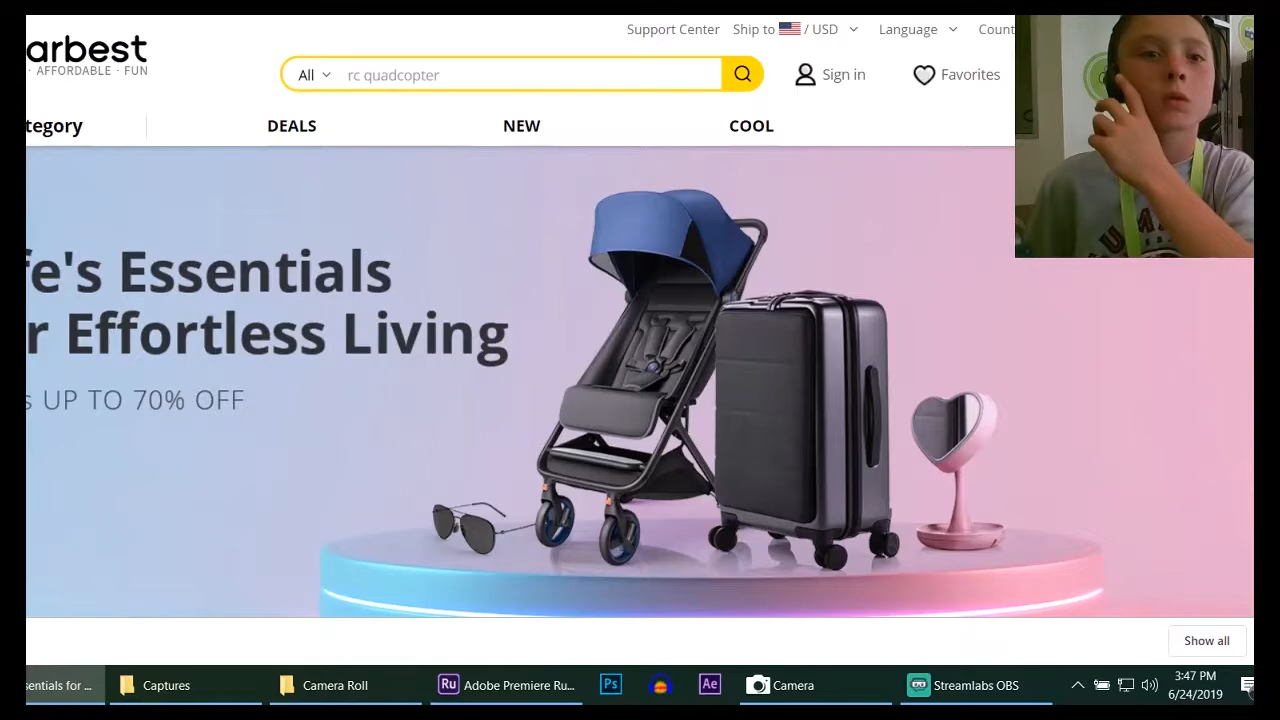 Support Center Ship to / USD Language Count
arbest
· AFFORDABLE · FUN
All rc quadcopter Sign in Favorites
tegory DEALS NEW COOL
fe's Essentials
r Effortless Living
s UP TO 70% OFF
Show all
sentials for ... Captures Camera Roll Ru Adobe Premiere Ru... Ps Ae Camera Streamlabs OBS 3:47 PM
6/24/2019